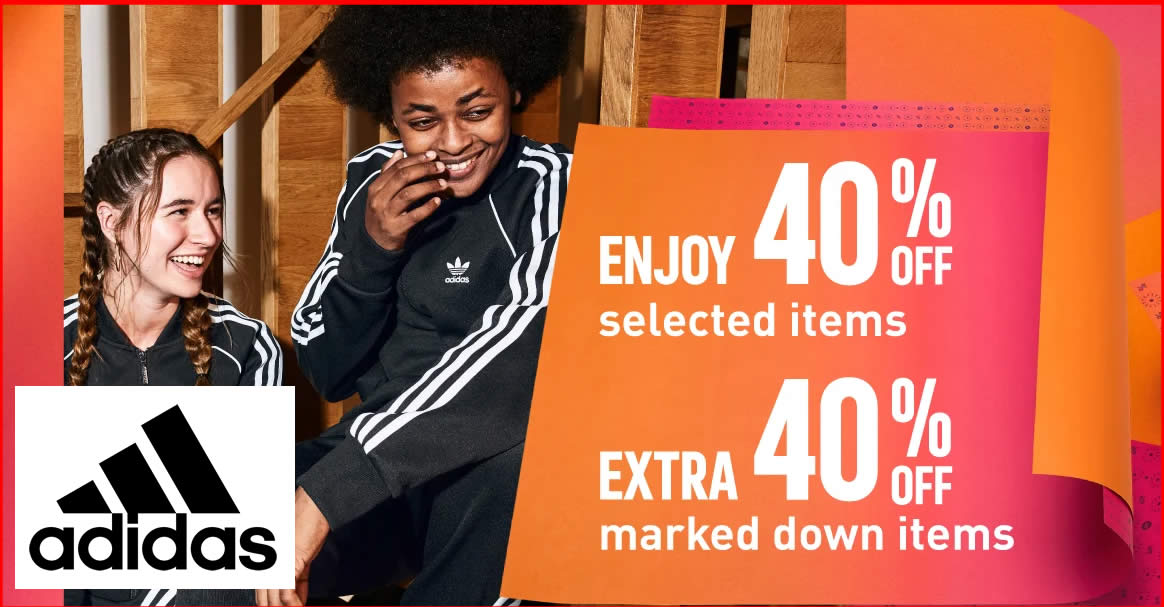 adidas
ENJOY 40% OFF
selected items
EXTRA 40% OFF
marked down items
adidas